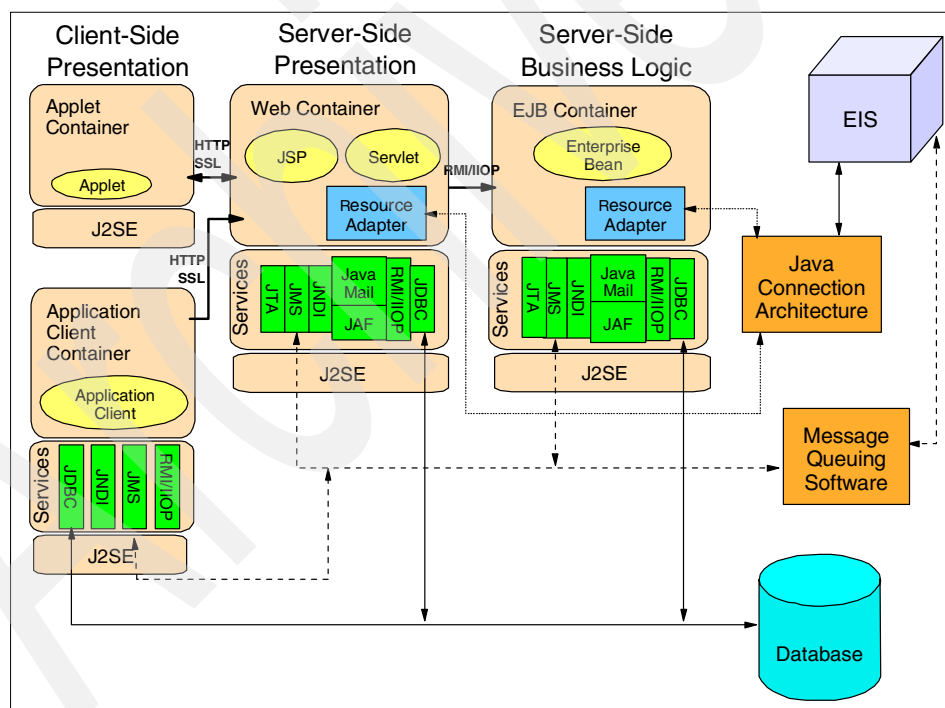 Client-Side
Presentation
Server-Side
Presentation
Server-Side
Business Logic
Applet
Container
Applet
J2SE
HTTP
SSL
HTTP
SSL
Application
Client
Container
Application
Client
Services
JDBC
JNDI
JMS
RMI/IIOP
J2SE
Web Container
JSP
Servlet
Resource
Adapter
Services
JTA
JMS
JNDI
Java
Mail
JAF
RMI/IIOP
JDBC
J2SE
RMI/IIOP
EJB Container
Enterprise
Bean
Resource
Adapter
Services
JTA
JMS
JNDI
Java
Mail
JAF
RMI/IIOP
JDBC
J2SE
EIS
Java
Connection
Architecture
Message
Queuing
Software
Database